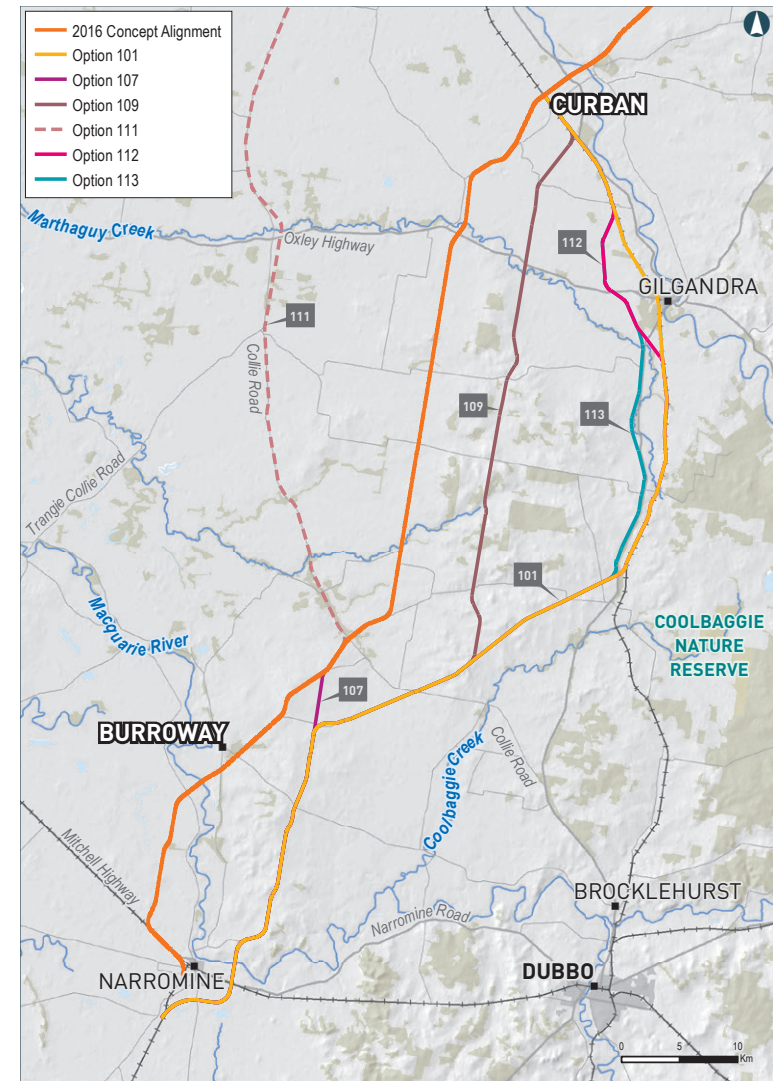 2016 Concept Alignment
Option 101
Option 107
Option 109
Option 111
Option 112
Option 113
CURBAN
Marthaguy Creek
Oxley Highway
112
GILGANDRA
111
Collie Road
109
113
Trangie Collie Road
101
Macquarie River
COOLBAGGIE
NATURE
RESERVE
107
BURROWAY
Collie Road
Coolbaggie Creek
Mitchell Highway
BROCKLEHURST
Narromine Road
NARROMINE
DUBBO
0 5 10
Km